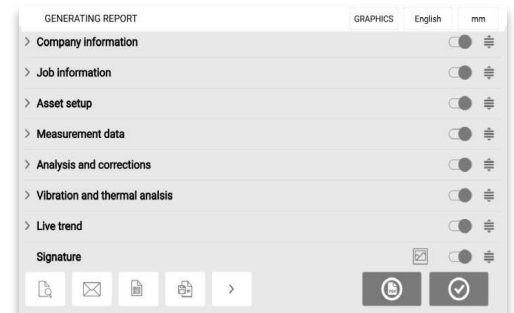 GENERATING REPORT GRAPHICS English mm
Company information
Job information
Asset setup
Measurement data
Analysis and corrections
Vibration and thermal analsis
Live trend
Signature